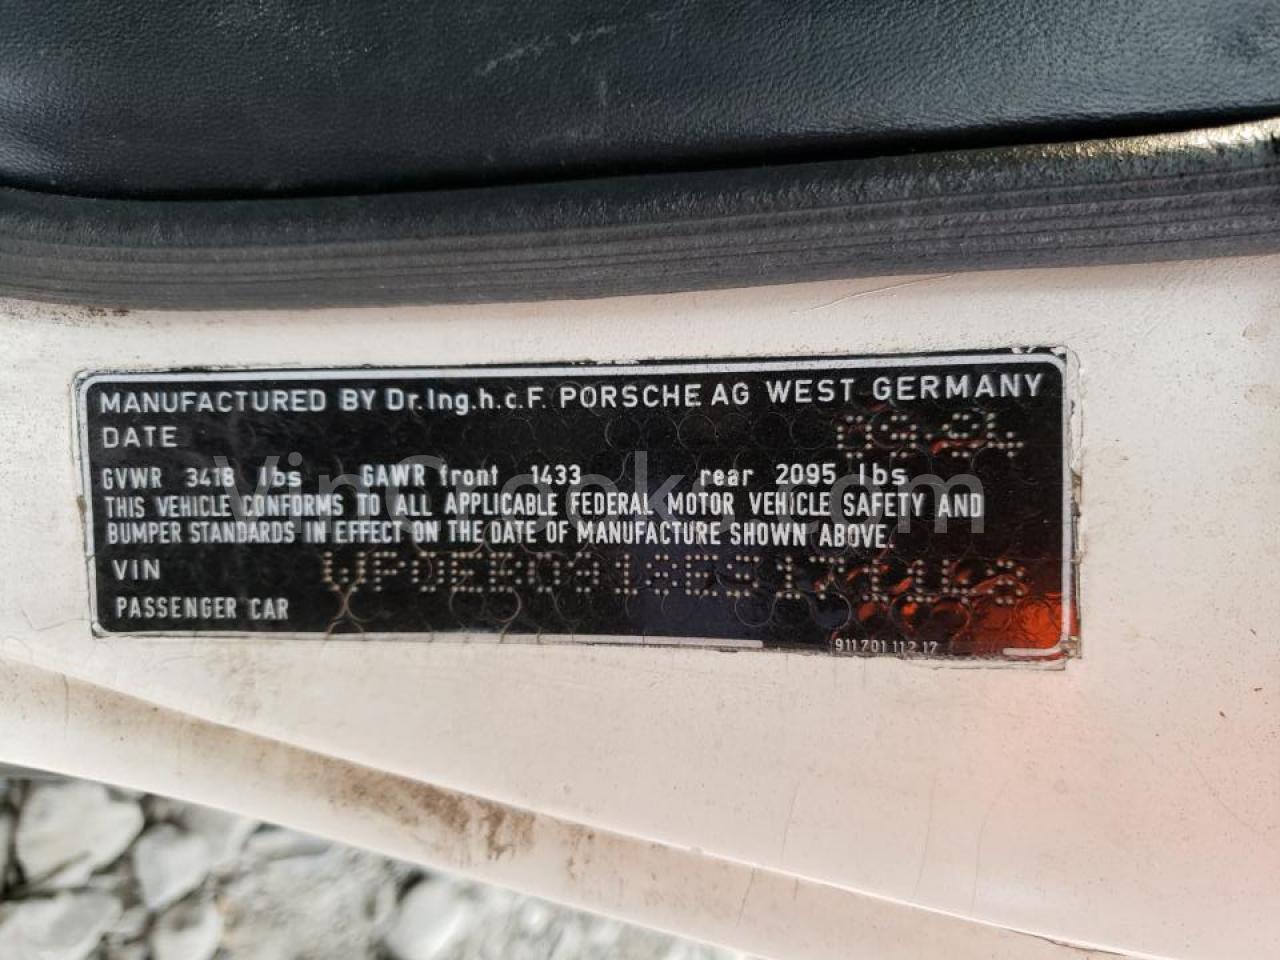 MANUFACTURED BY Dr.Ing.h.c.F. PORSCHE AG WEST GERMANY
DATE
GVWR 3418 lbs GAWR front 1433 rear 2095 lbs
THIS VEHICLE CONFORMS TO ALL APPLICABLE FEDERAL MOTOR VEHICLE SAFETY AND
BUMPER STANDARDS IN EFFECT ON THE DATE OF MANUFACTURE SHOWN ABOVE.
VIN
PASSENGER CAR
911 701 112 17
VinCrooks.com